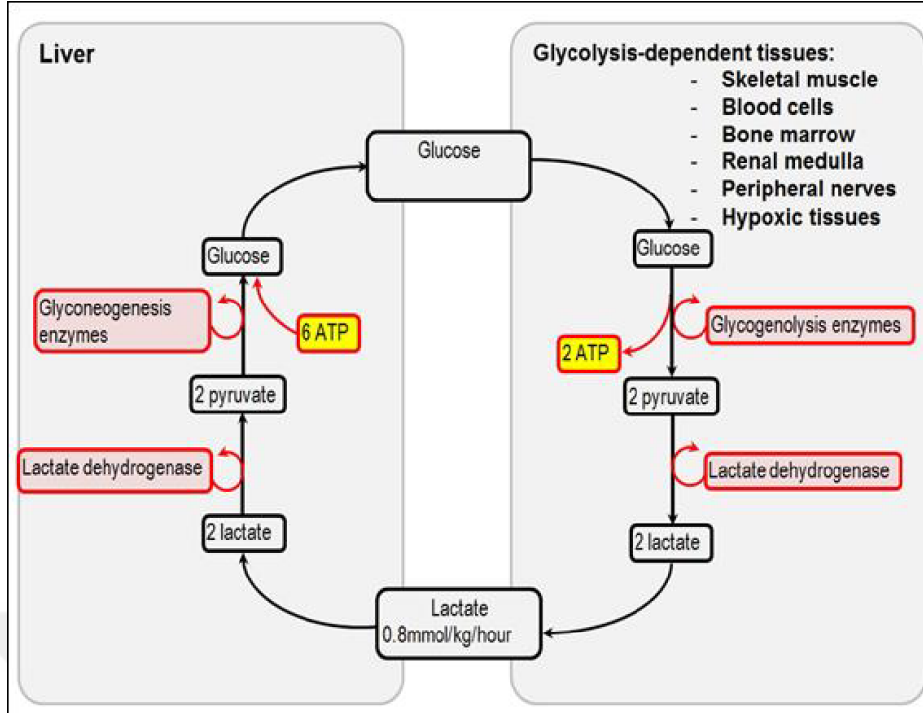 Liver
Glycolysis-dependent tissues:
- Skeletal muscle
- Blood cells
- Bone marrow
- Renal medulla
- Peripheral nerves
- Hypoxic tissues
Glucose
Glucose
Glyconeogenesis
enzymes
6 ATP
2 pyruvate
Lactate dehydrogenase
2 lactate
Glucose
Glycogenolysis enzymes
2 ATP
2 pyruvate
Lactate dehydrogenase
2 lactate
Lactate
0.8mmol/kg/hour